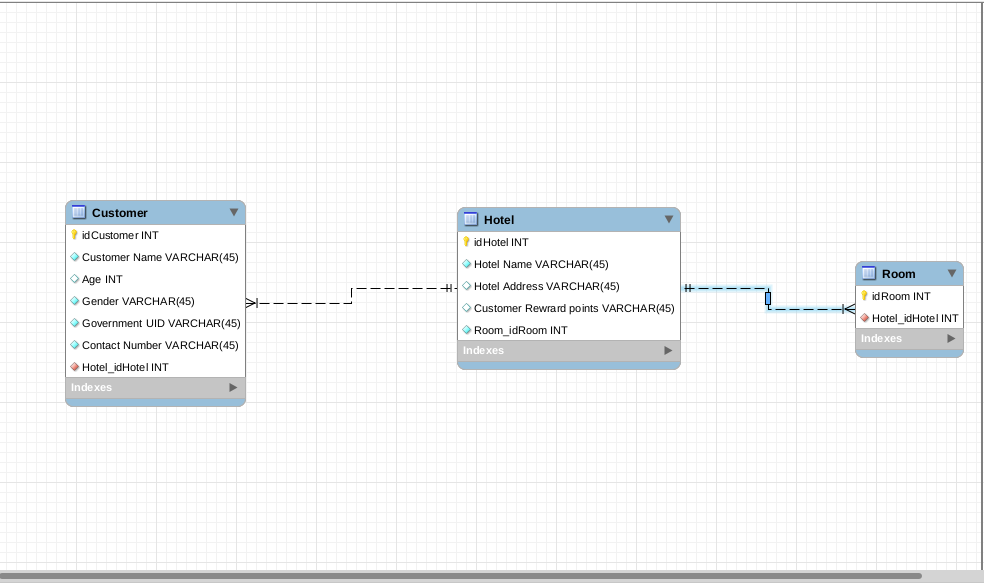 Customer
idCustomer INT
Customer Name VARCHAR(45)
Age INT
Gender VARCHAR(45)
Government UID VARCHAR(45)
Contact Number VARCHAR(45)
Hotel_idHotel INT
Indexes
Hotel
idHotel INT
Hotel Name VARCHAR(45)
Hotel Address VARCHAR(45)
Customer Reward points VARCHAR(45)
Room_idRoom INT
Indexes
Room
idRoom INT
Hotel_idHotel INT
Indexes